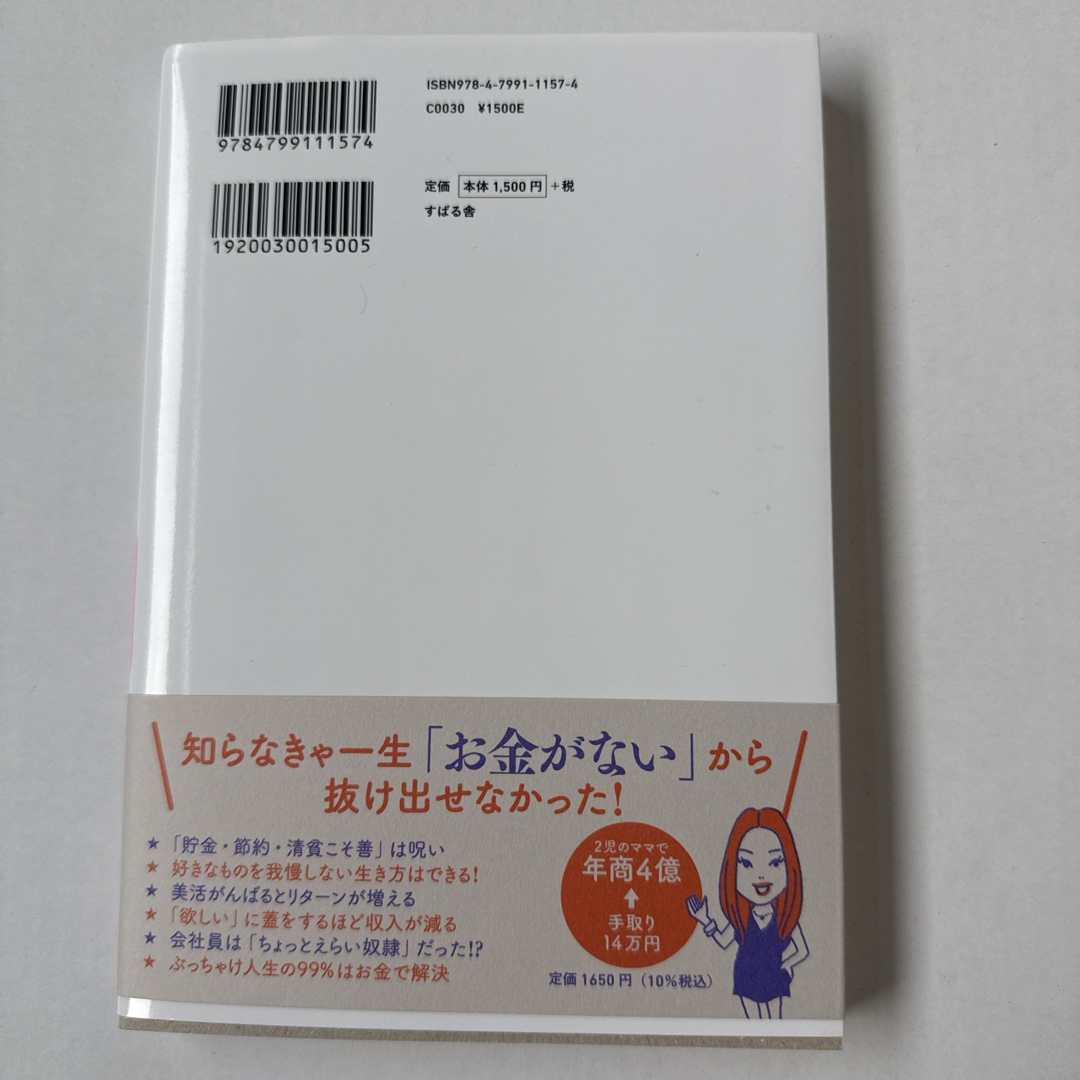 ISBN978-4-7991-1157-4
C0030 ¥1500E
9784799111574
定価 本体 1,500 円 +税
すばる舎
1920030015005
知らなきゃ一生「お金がない」から
抜け出せなかった!
★ 「貯金・節約・清貧こそ善」は呪い
★ 好きなものを我慢しない生き方はできる!
★ 美活がんばるとリターンが増える
★ 「欲しい」に蓋をするほど収入が減る
★ 会社員は「ちょっとえらい奴隷」だった!?
★ ぶっちゃけ人生の99%はお金で解決
2児のママで
年商4億
↑
手取り
14万円
定価 1650 円(10%税込)